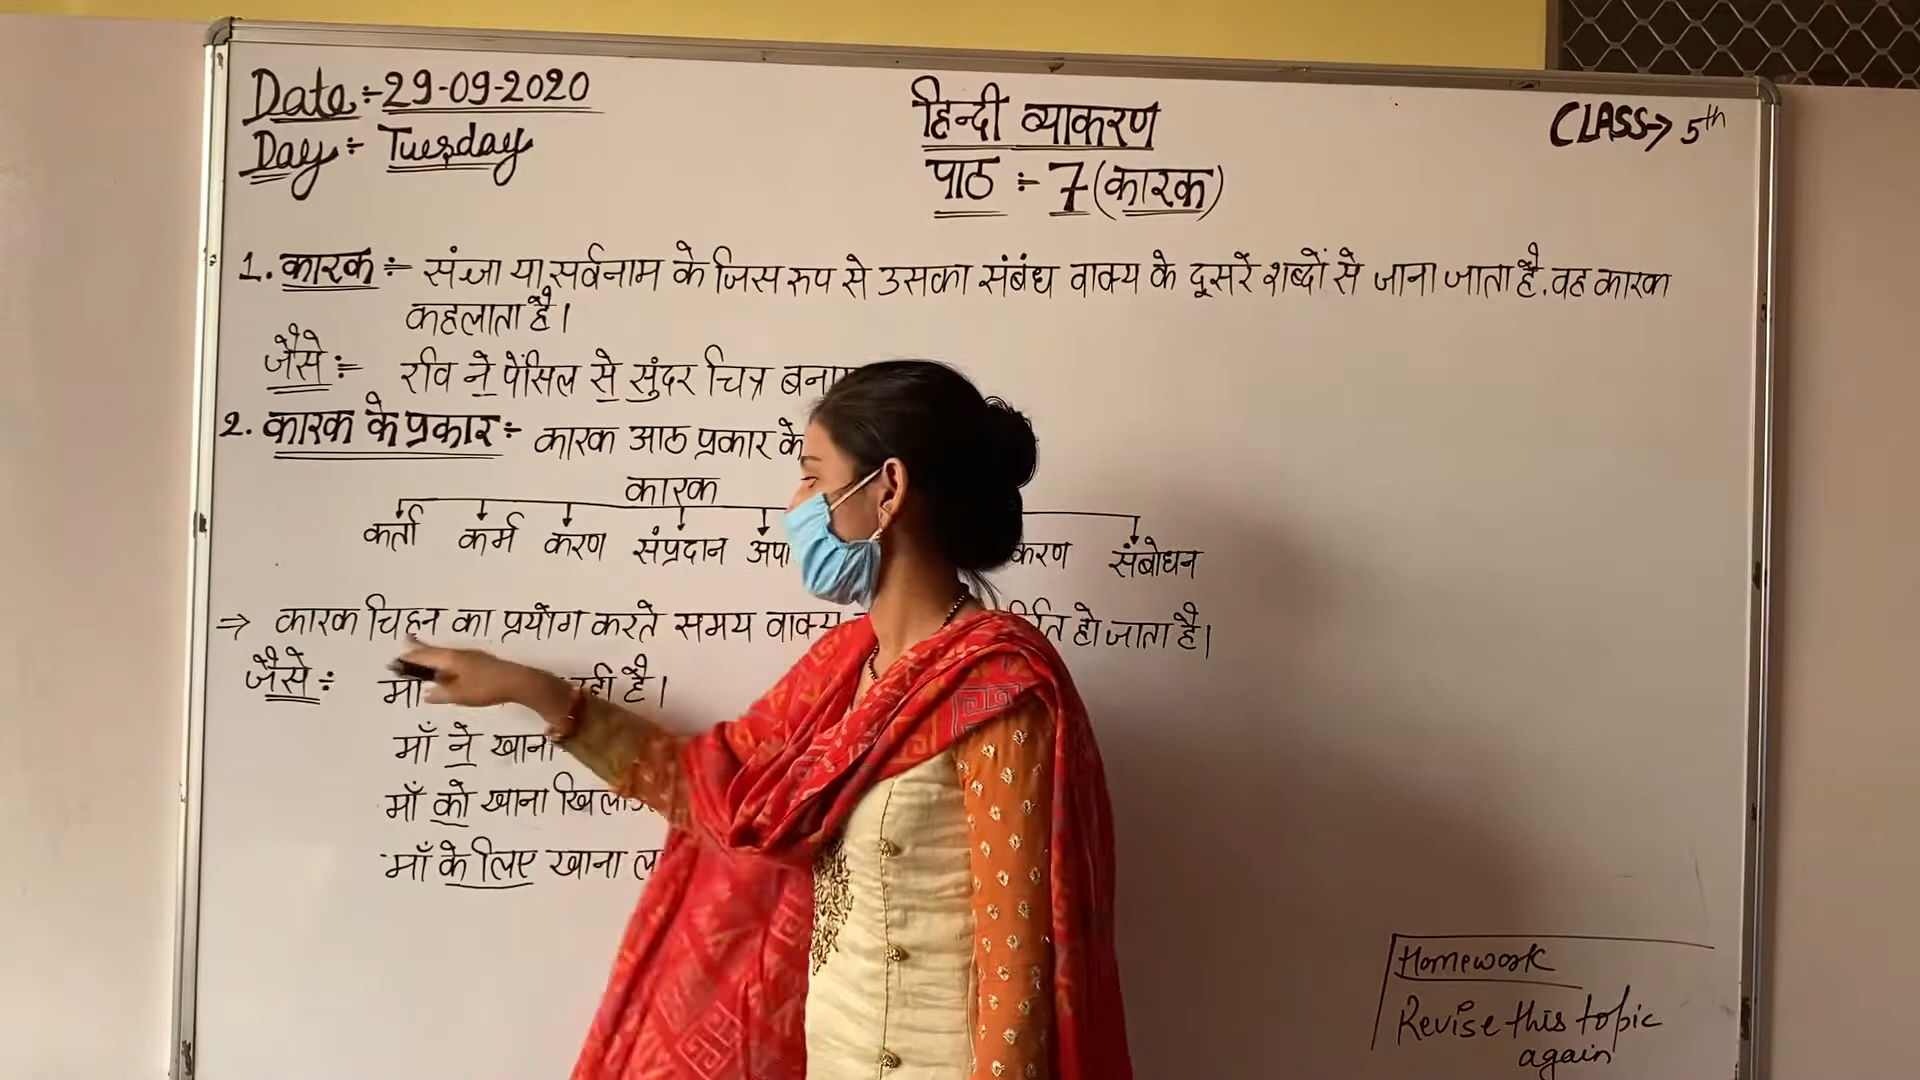 Date:-29-09-2020
Day:- Tuesday
हिन्दी व्याकरण
पाठ :- 7 (कारक)
CLASS→ 5th
1. कारक :- संज्ञा या सर्वनाम के जिस रुप से उसका संबंध वाक्य के दूसरे शब्दों से जाना जाता है, वह कारक
कहलाता है।
जैसे :- रवि ने पेंसिल से सुंदर चित्र
2. कारक के प्रकार :- कारक आठ प्रकार के
कारक
कर्ता कर्म करण संप्रदान संबोधन
⇒ कारक चिह्न का प्रयोग करते समय वाक्य हो जाता है।
जैसे :- है।
माँ ने खाना
माँ को खाना
माँ के लिए खाना
Homework
Revise this topic
again